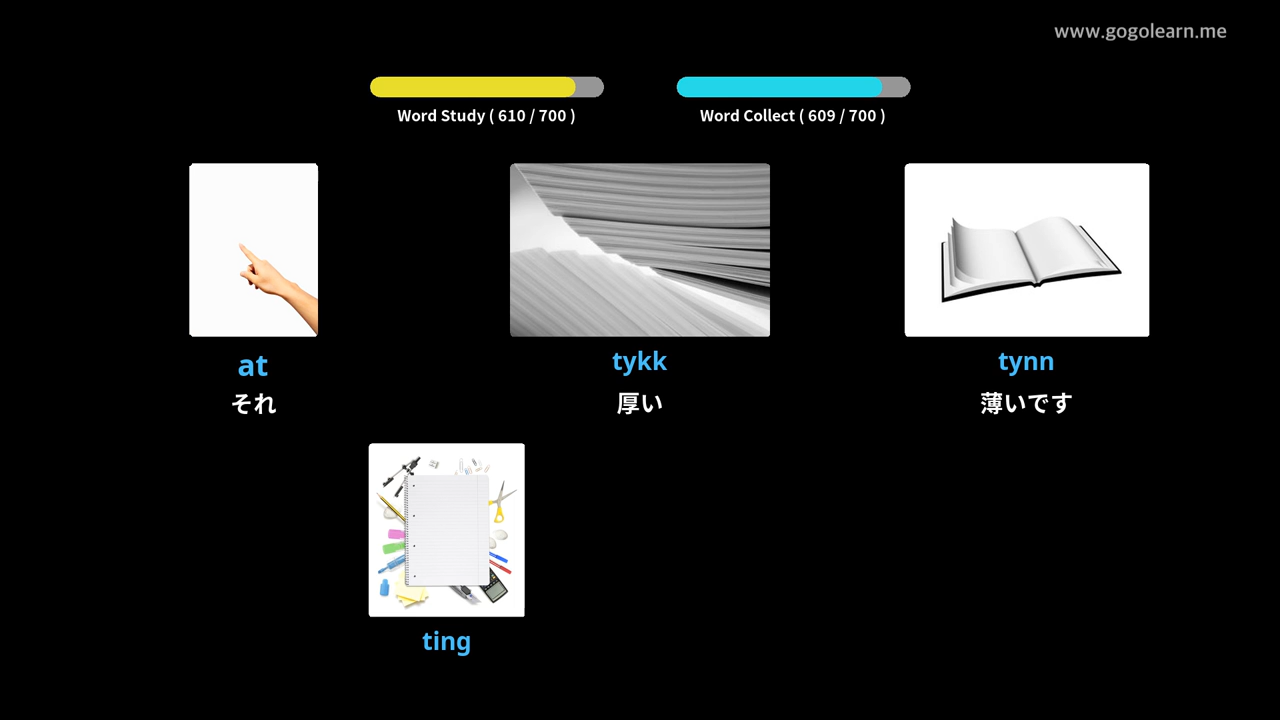 www.gogolearn.me
Word Study ( 610 / 700 )
Word Collect ( 609 / 700 )
at
tykk
tynn
それ
厚い
薄いです
ting